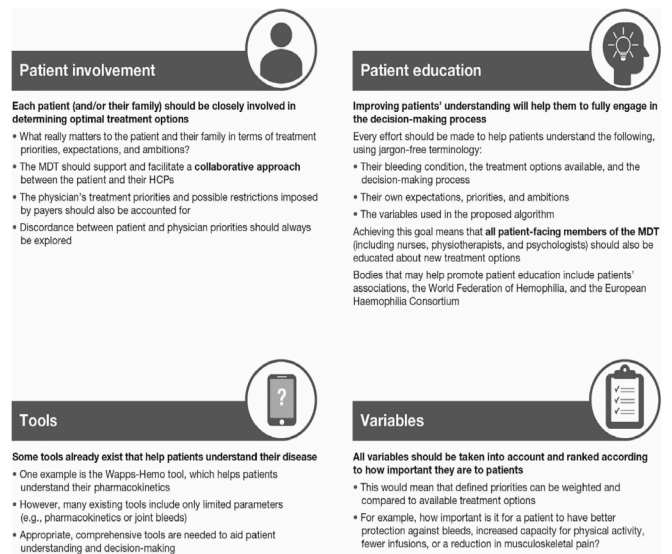 Patient involvement
Each patient (and/or their family) should be closely involved in
determining optimal treatment options
• What really matters to the patient and their family in terms of treatment
priorities, expectations, and ambitions?
• The MDT should support and facilitate a collaborative approach
between the patient and their HCPs
• The physician's treatment priorities and possible restrictions imposed
by payers should also be accounted for
• Discordance between patient and physician priorities should always
be explored
Patient education
Improving patients' understanding will help them to fully engage in
the decision-making process
Every effort should be made to help patients understand the following,
using jargon-free terminology:
• Their bleeding condition, the treatment options available, and the
decision-making process
• Their own expectations, priorities, and ambitions
• The variables used in the proposed algorithm
Achieving this goal means that all patient-facing members of the MDT
(including nurses, physiotherapists, and psychologists) should also be
educated about new treatment options
Bodies that may help promote patient education include patients'
associations, the World Federation of Hemophilia, and the European
Haemophilia Consortium
?
Tools
Some tools already exist that help patients understand their disease
• One example is the Wapps-Hemo tool, which helps patients
understand their pharmacokinetics
• However, many existing tools include only limited parameters
(e.g., pharmacokinetics or joint bleeds)
• Appropriate, comprehensive tools are needed to aid patient
understanding and decision-making
Variables
All variables should be taken into account and ranked according
to how important they are to patients
• This would mean that defined priorities can be weighted and
compared to available treatment options
• For example, how important is it for a patient to have better
protection against bleeds, increased capacity for physical activity,
fewer infusions, or a reduction in musculoskeletal pain?